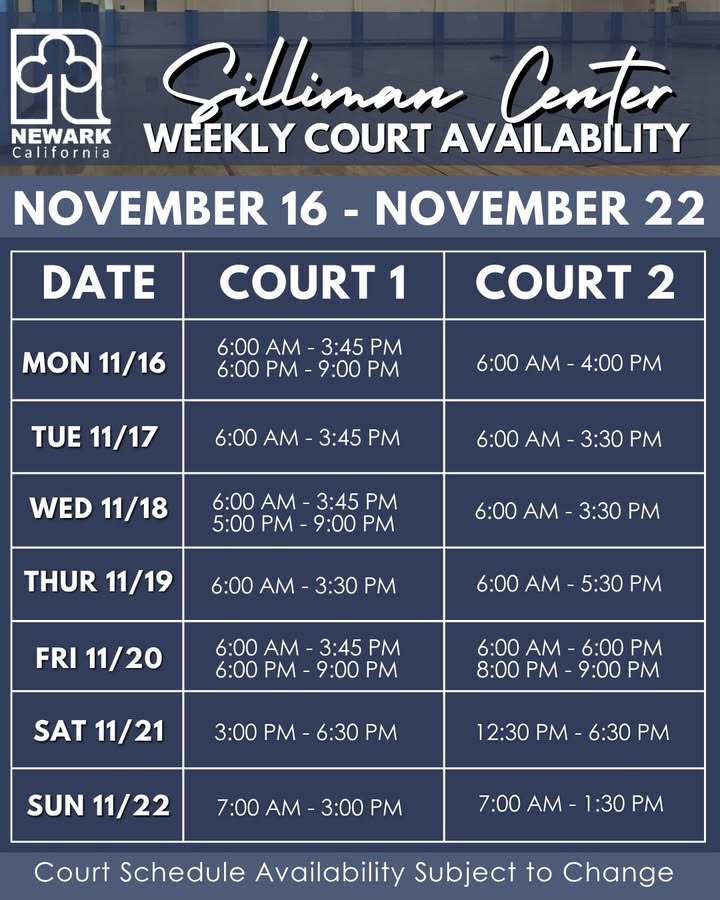 NEWARK
California
Silliman Center
WEEKLY COURT AVAILABILITY
NOVEMBER 16 - NOVEMBER 22
DATE COURT 1 COURT 2
MON 11/16 6:00 AM - 3:45 PM 6:00 AM - 4:00 PM
6:00 PM - 9:00 PM
TUE 11/17 6:00 AM - 3:45 PM 6:00 AM - 3:30 PM
WED 11/18 6:00 AM - 3:45 PM 6:00 AM - 3:30 PM
5:00 PM - 9:00 PM
THUR 11/19 6:00 AM - 3:30 PM 6:00 AM - 5:30 PM
FRI 11/20 6:00 AM - 3:45 PM 6:00 AM - 6:00 PM
6:00 PM - 9:00 PM 8:00 PM - 9:00 PM
SAT 11/21 3:00 PM - 6:30 PM 12:30 PM - 6:30 PM
SUN 11/22 7:00 AM - 3:00 PM 7:00 AM - 1:30 PM
Court Schedule Availability Subject to Change